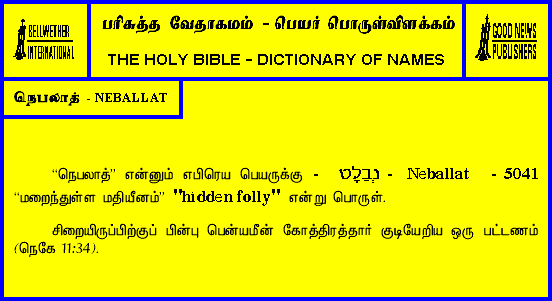 BELLWETHER
INTERNATIONAL
பரிசுத்த வேதாகமம் - பெயர் பொருள்விளக்கம்
THE HOLY BIBLE - DICTIONARY OF NAMES
GOOD NEWS
PUBLISHERS
நெபலாத் - NEBALLAT
“நெபலாத்” என்னும் எபிரெய பெயருக்கு - נְבַלָּט - Neballat - 5041
“மறைந்துள்ள மதியீனம்” "hidden folly" என்று பொருள்.
சிறையிருப்பிற்குப் பின்பு பென்யமீன் கோத்திரத்தார் குடியேறிய ஒரு பட்டணம்
(நெகே 11:34).